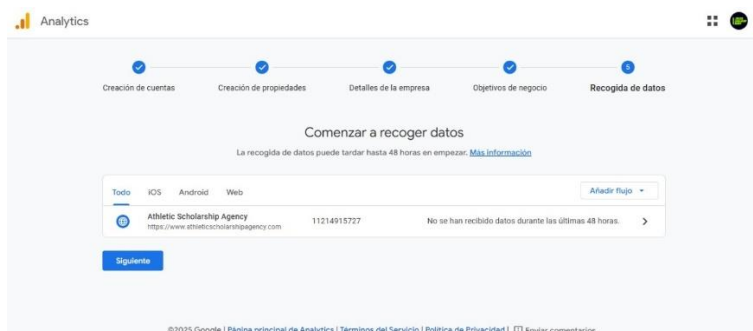 Analytics
5
Creación de cuentas
Creación de propiedades
Detalles de la empresa
Objetivos de negocio
Recogida de datos
Comenzar a recoger datos
La recogida de datos puede tardar hasta 48 horas en empezar. Más información
Todo iOS Android Web
Añadir flujo
Athletic Scholarship Agency
https://www.athleticscholarshipagency.com
11214915727
No se han recibido datos durante las últimas 48 horas.
Siguiente
©2025 Google | Página principal de Analytics | Términos del Servicio | Política de Privacidad | Enviar comentarios